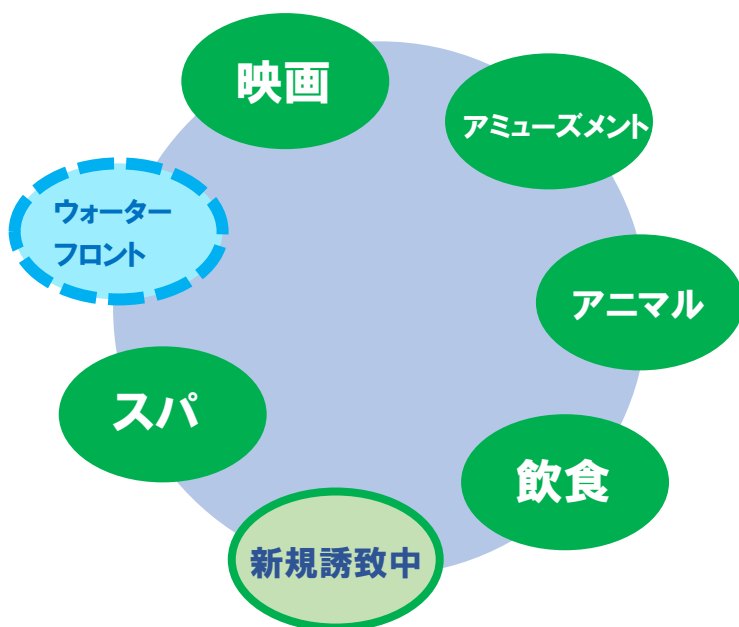 映画
アミューズメント
ウォーター
フロント
アニマル
スパ
飲食
新規誘致中